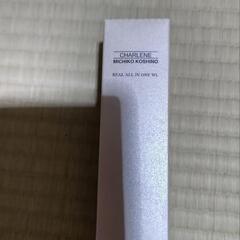 CHARLENE
MICHIKO KOSHINO
REAL ALL IN ONE WL